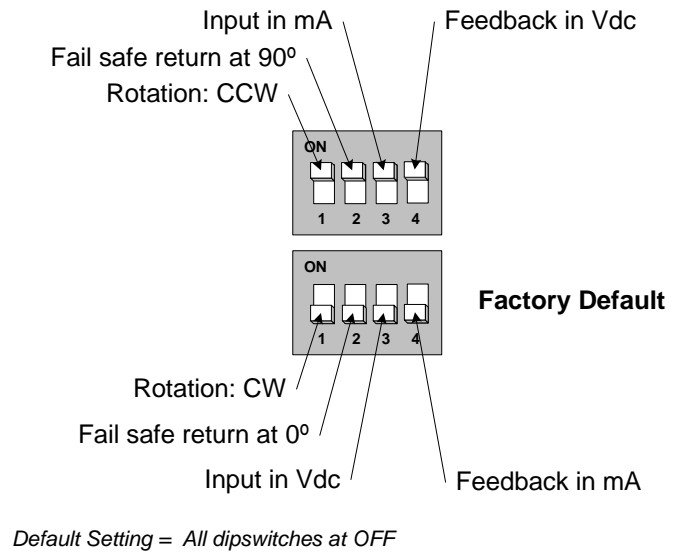 Input in mA
Feedback in Vdc
Fail safe return at 90º
Rotation: CCW
ON
1 2 3 4
ON
Factory Default
1 2 3 4
Rotation: CW
Fail safe return at 0º
Input in Vdc
Feedback in mA
Default Setting = All dipswitches at OFF